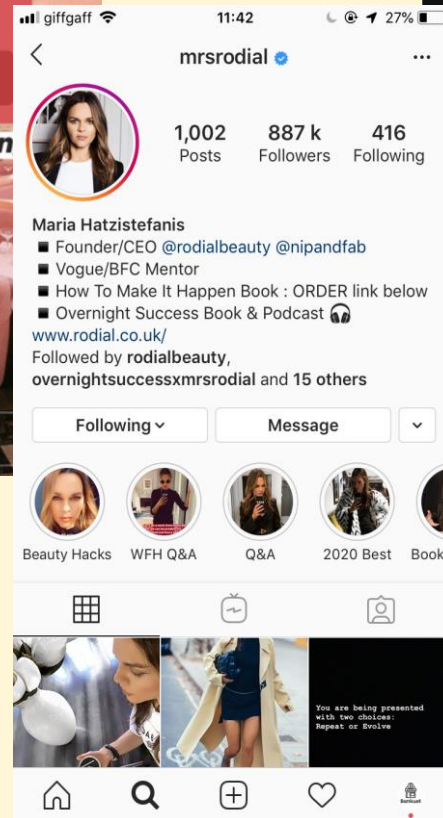 giffgaff 11:42 27%
mrsrodial
1,002 887 k 416
Posts Followers Following
Maria Hatzistefanis
Founder/CEO @rodialbeauty @nipandfab
Vogue/BFC Mentor
How To Make It Happen Book : ORDER link below
Overnight Success Book & Podcast
www.rodial.co.uk/
Followed by rodialbeauty,
overnightsuccessxmrsrodial and 15 others
Following Message
Beauty Hacks WFH Q&A Q&A 2020 Best Book
You are being presented
with two choices:
Repeat or Evolve